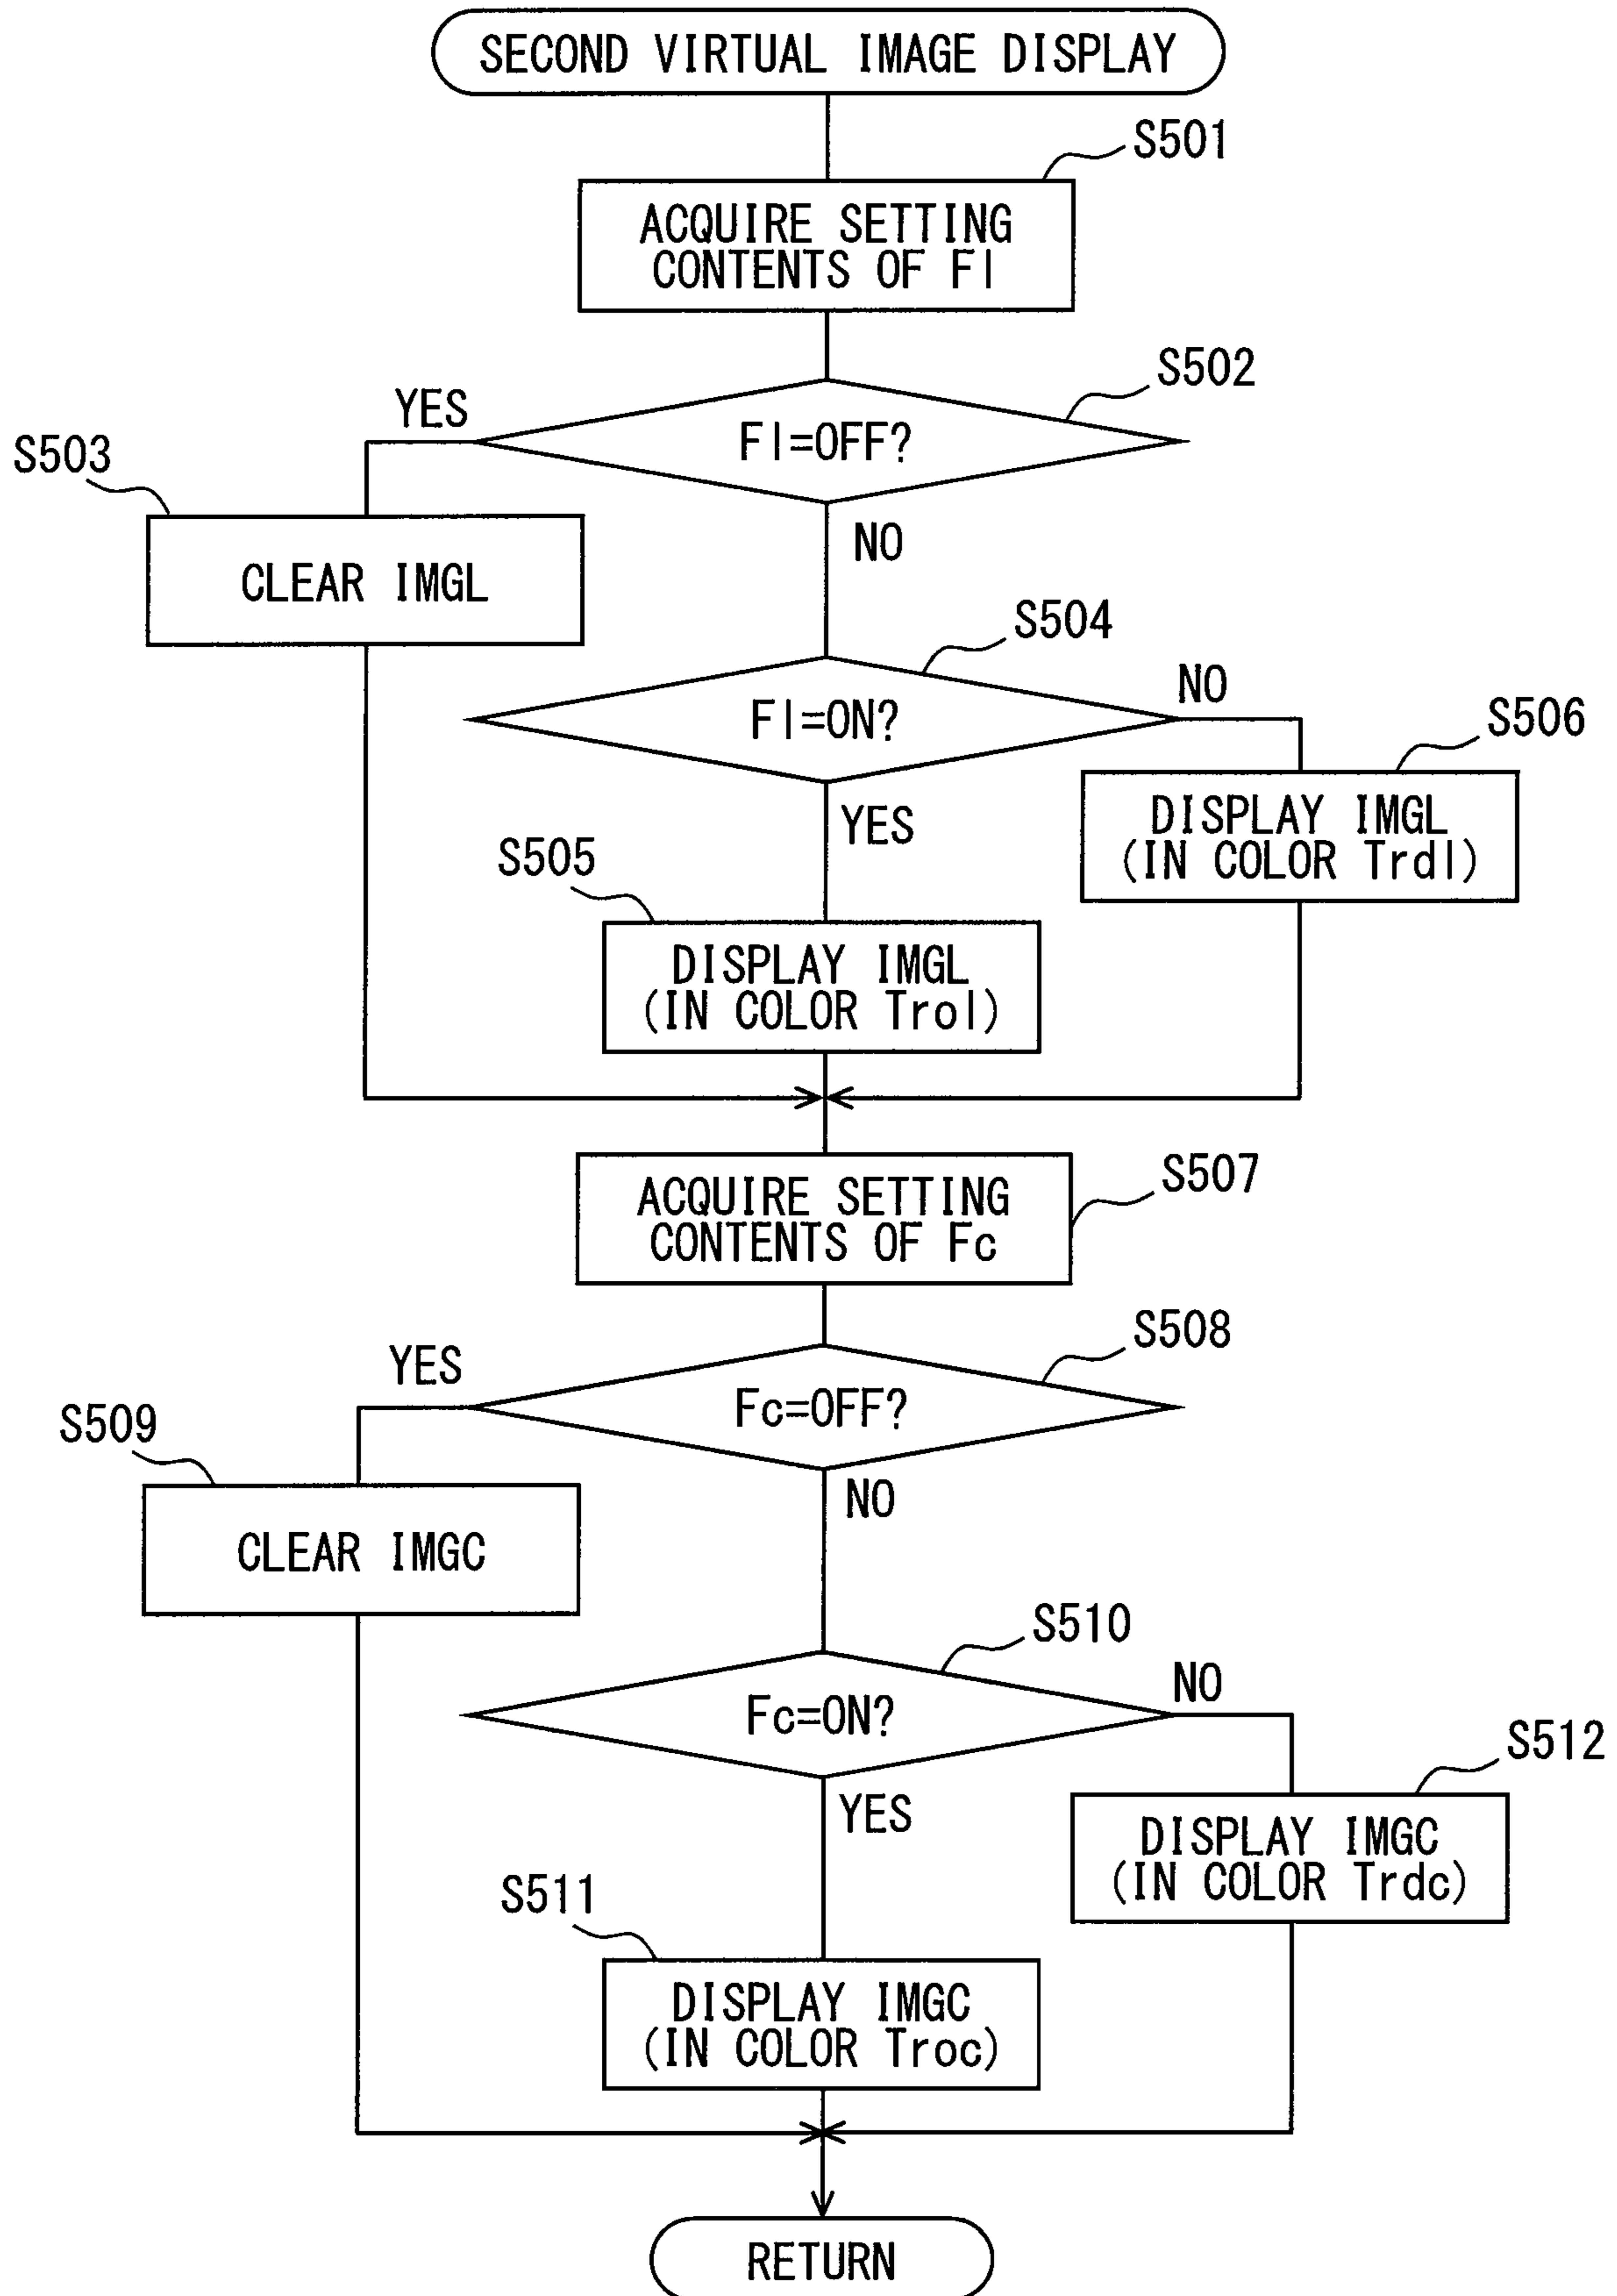 SECOND VIRTUAL IMAGE DISPLAY
S501
ACQUIRE SETTING
CONTENTS OF Fl
S502
YES
Fl=OFF?
S503
NO
CLEAR IMGL
S504
NO
Fl=ON?
S506
YES
DISPLAY IMGL
(IN COLOR Trdl)
S505
DISPLAY IMGL
(IN COLOR Trol)
S507
ACQUIRE SETTING
CONTENTS OF Fc
S508
YES
Fc=OFF?
S509
NO
CLEAR IMGC
S510
NO
Fc=ON?
S512
YES
DISPLAY IMGC
(IN COLOR Trdc)
S511
DISPLAY IMGC
(IN COLOR Troc)
RETURN